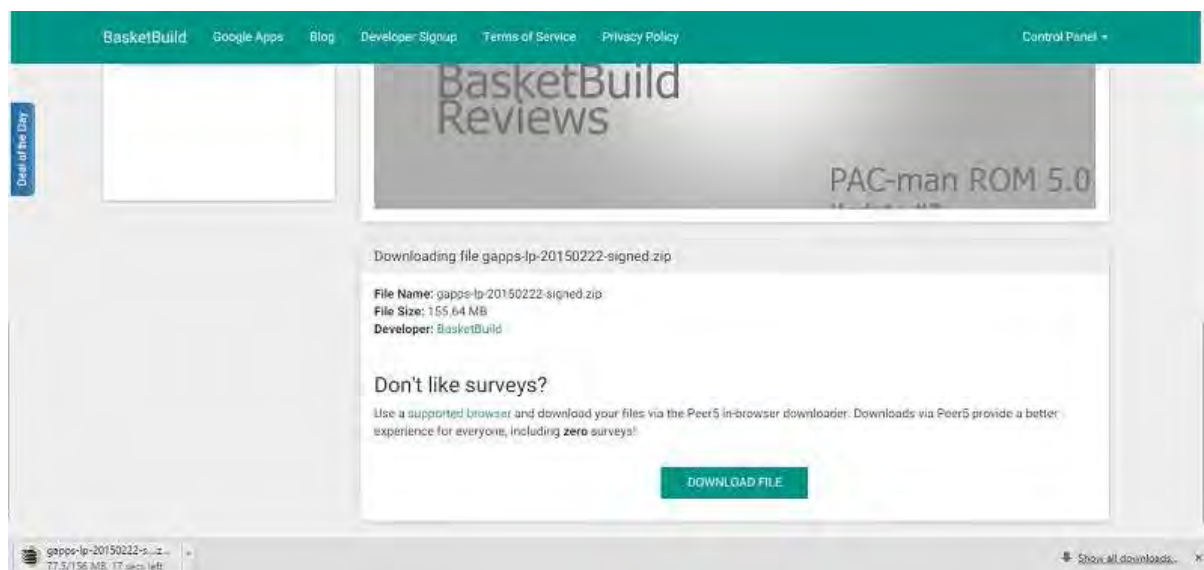 BasketBuild Google Apps Blog Developer Signup Terms of Service Privacy Policy Control Panel
Deal of the Day
BasketBuild
Reviews
PAC-man ROM 5.0
Downloading file gapps-lp-20150222-signed.zip
File Name: gapps-lp-20150222-signed.zip
File Size: 155.64 MB
Developer: BasketBuild
Don't like surveys?
Use a supported browser and download your files via the Peer5 in-browser downloader. Downloads via Peer5 provide a better
experience for everyone, including zero surveys!
DOWNLOAD FILE
gapps-lp-20150222-s...z...
77.5/156 MB, 17 secs left
Show all downloads...